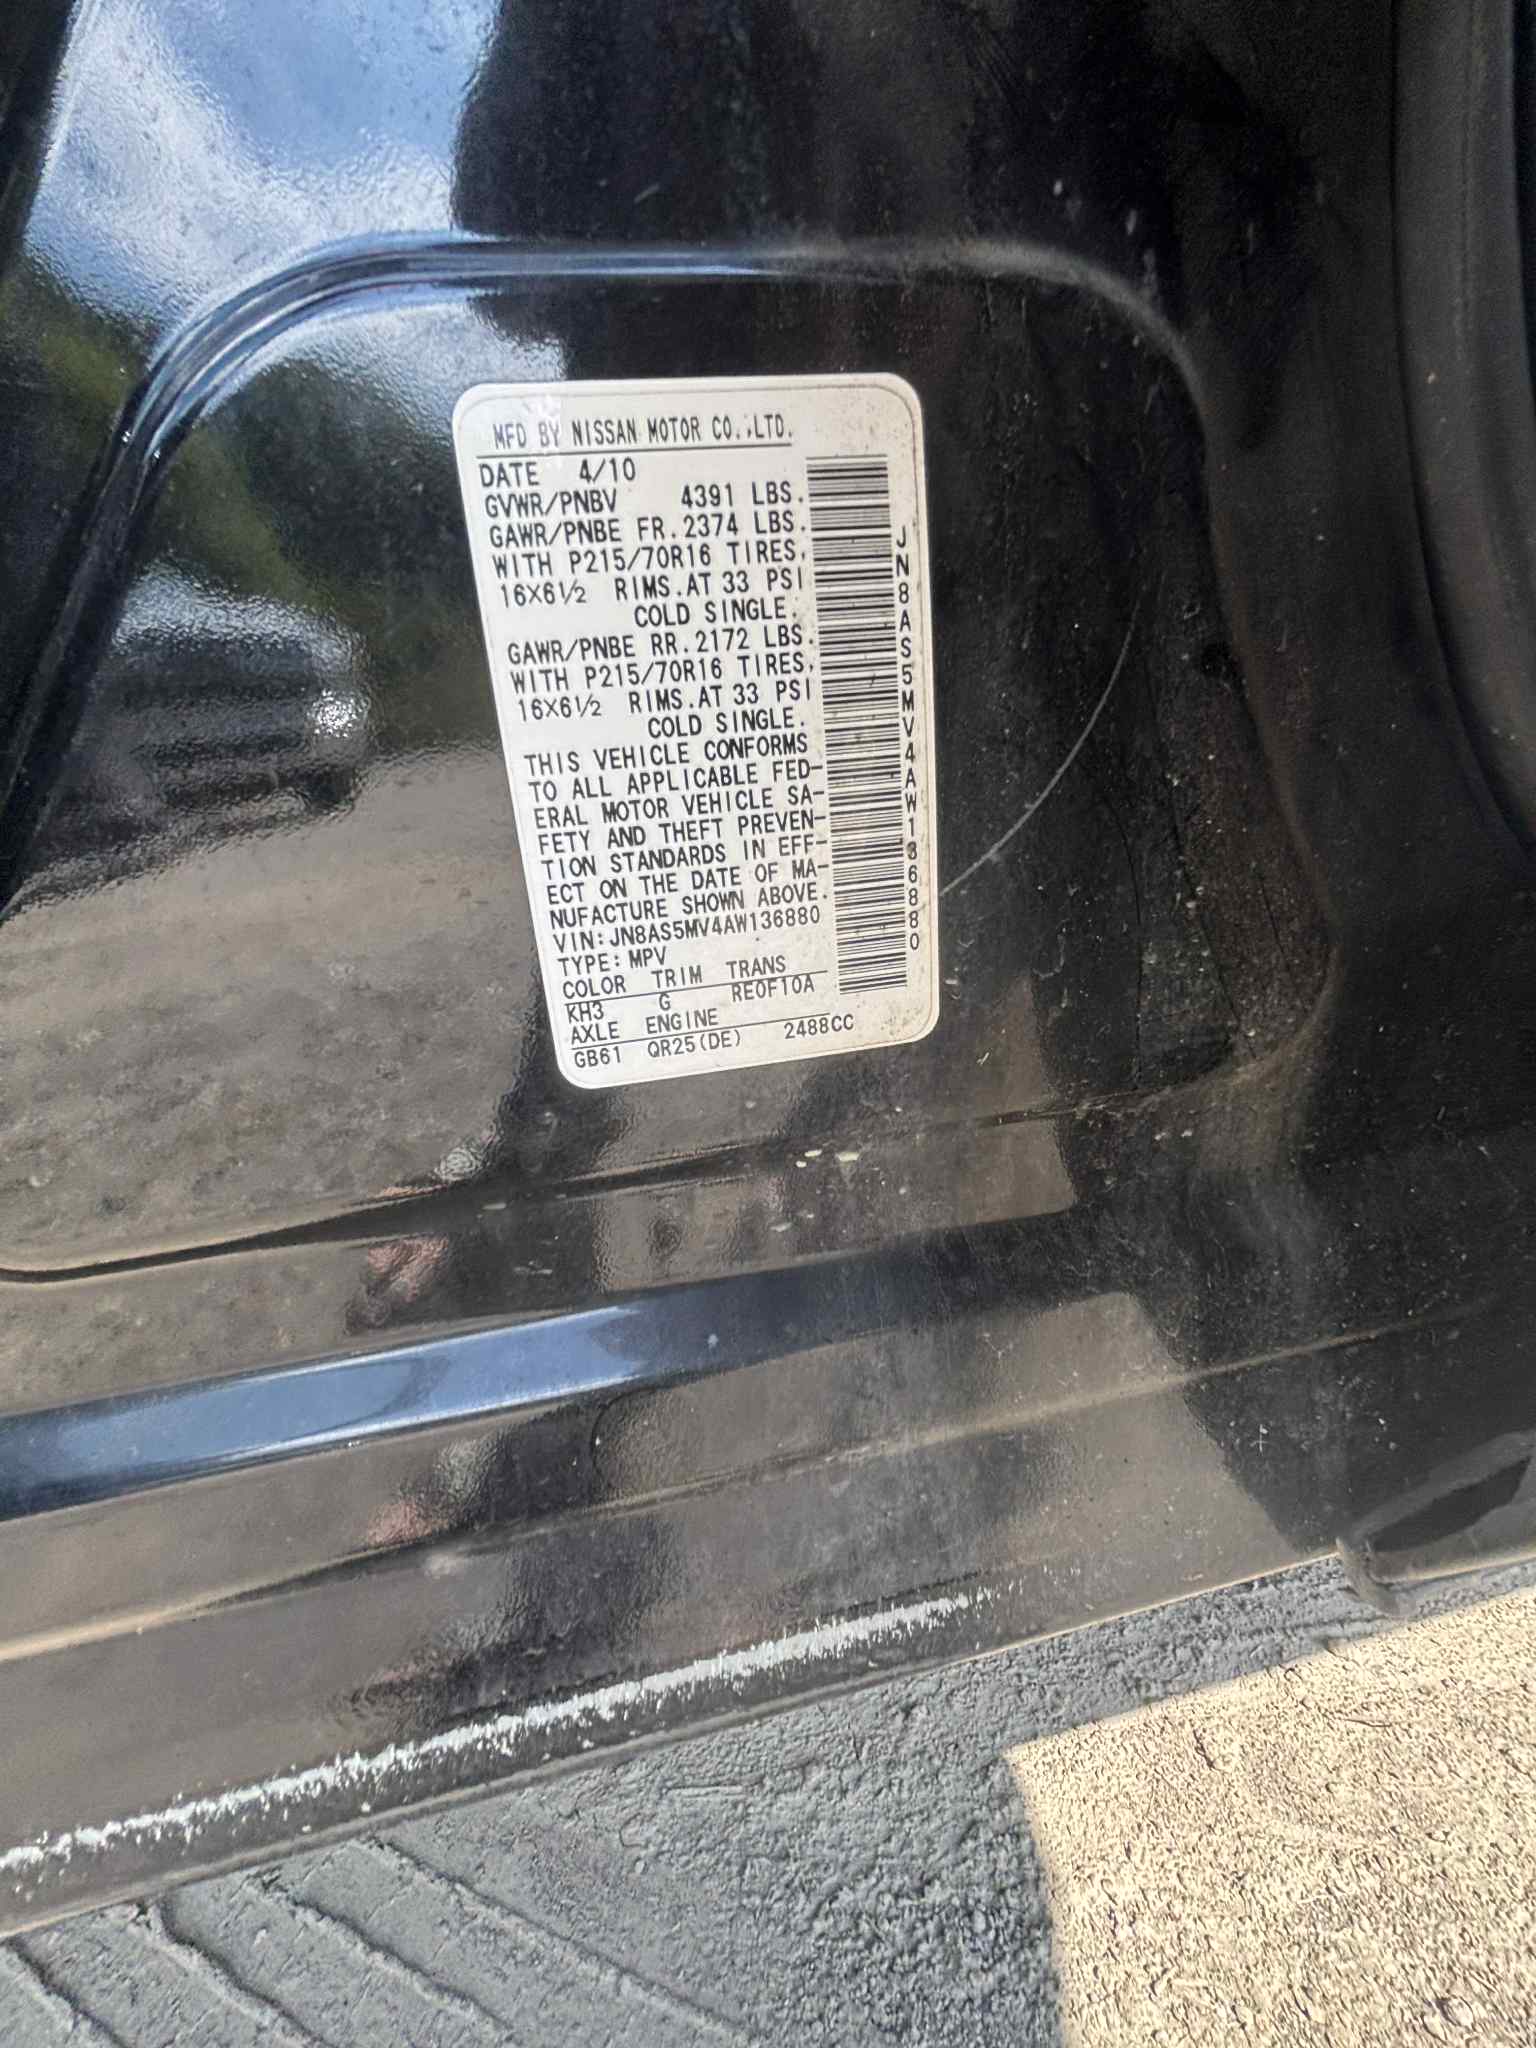 MFD BY NISSAN MOTOR CO.,LTD.
DATE 4/10
GVWR/PNBV 4391 LBS.
GAWR/PNBE FR.2374 LBS.
WITH P215/70R16 TIRES,
16X6½ RIMS.AT 33 PSI
COLD SINGLE.
GAWR/PNBE RR.2172 LBS.
WITH P215/70R16 TIRES,
16X6½ RIMS.AT 33 PSI
COLD SINGLE.
THIS VEHICLE CONFORMS
TO ALL APPLICABLE FED-
ERAL MOTOR VEHICLE SA-
FETY AND THEFT PREVEN-
TION STANDARDS IN EFF-
ECT ON THE DATE OF MA-
NUFACTURE SHOWN ABOVE.
VIN:JN8AS5MV4AW136880
TYPE:MPV
COLOR TRIM TRANS
KH3 G RE0F10A
AXLE ENGINE
GB61 QR25(DE) 2488CC
JN8AS5MV4AW136880